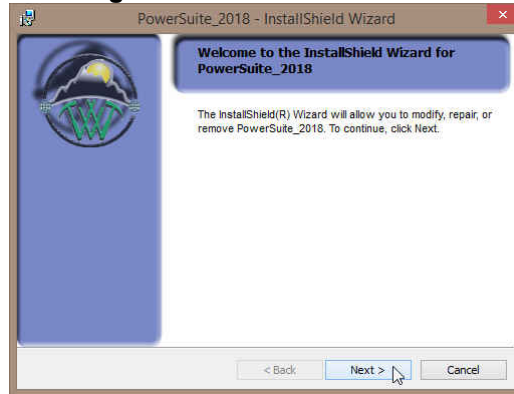 PowerSuite_2018 - InstallShield Wizard
Welcome to the InstallShield Wizard for
PowerSuite_2018
The InstallShield(R) Wizard will allow you to modify, repair, or
remove PowerSuite_2018. To continue, click Next.
< Back Next > Cancel